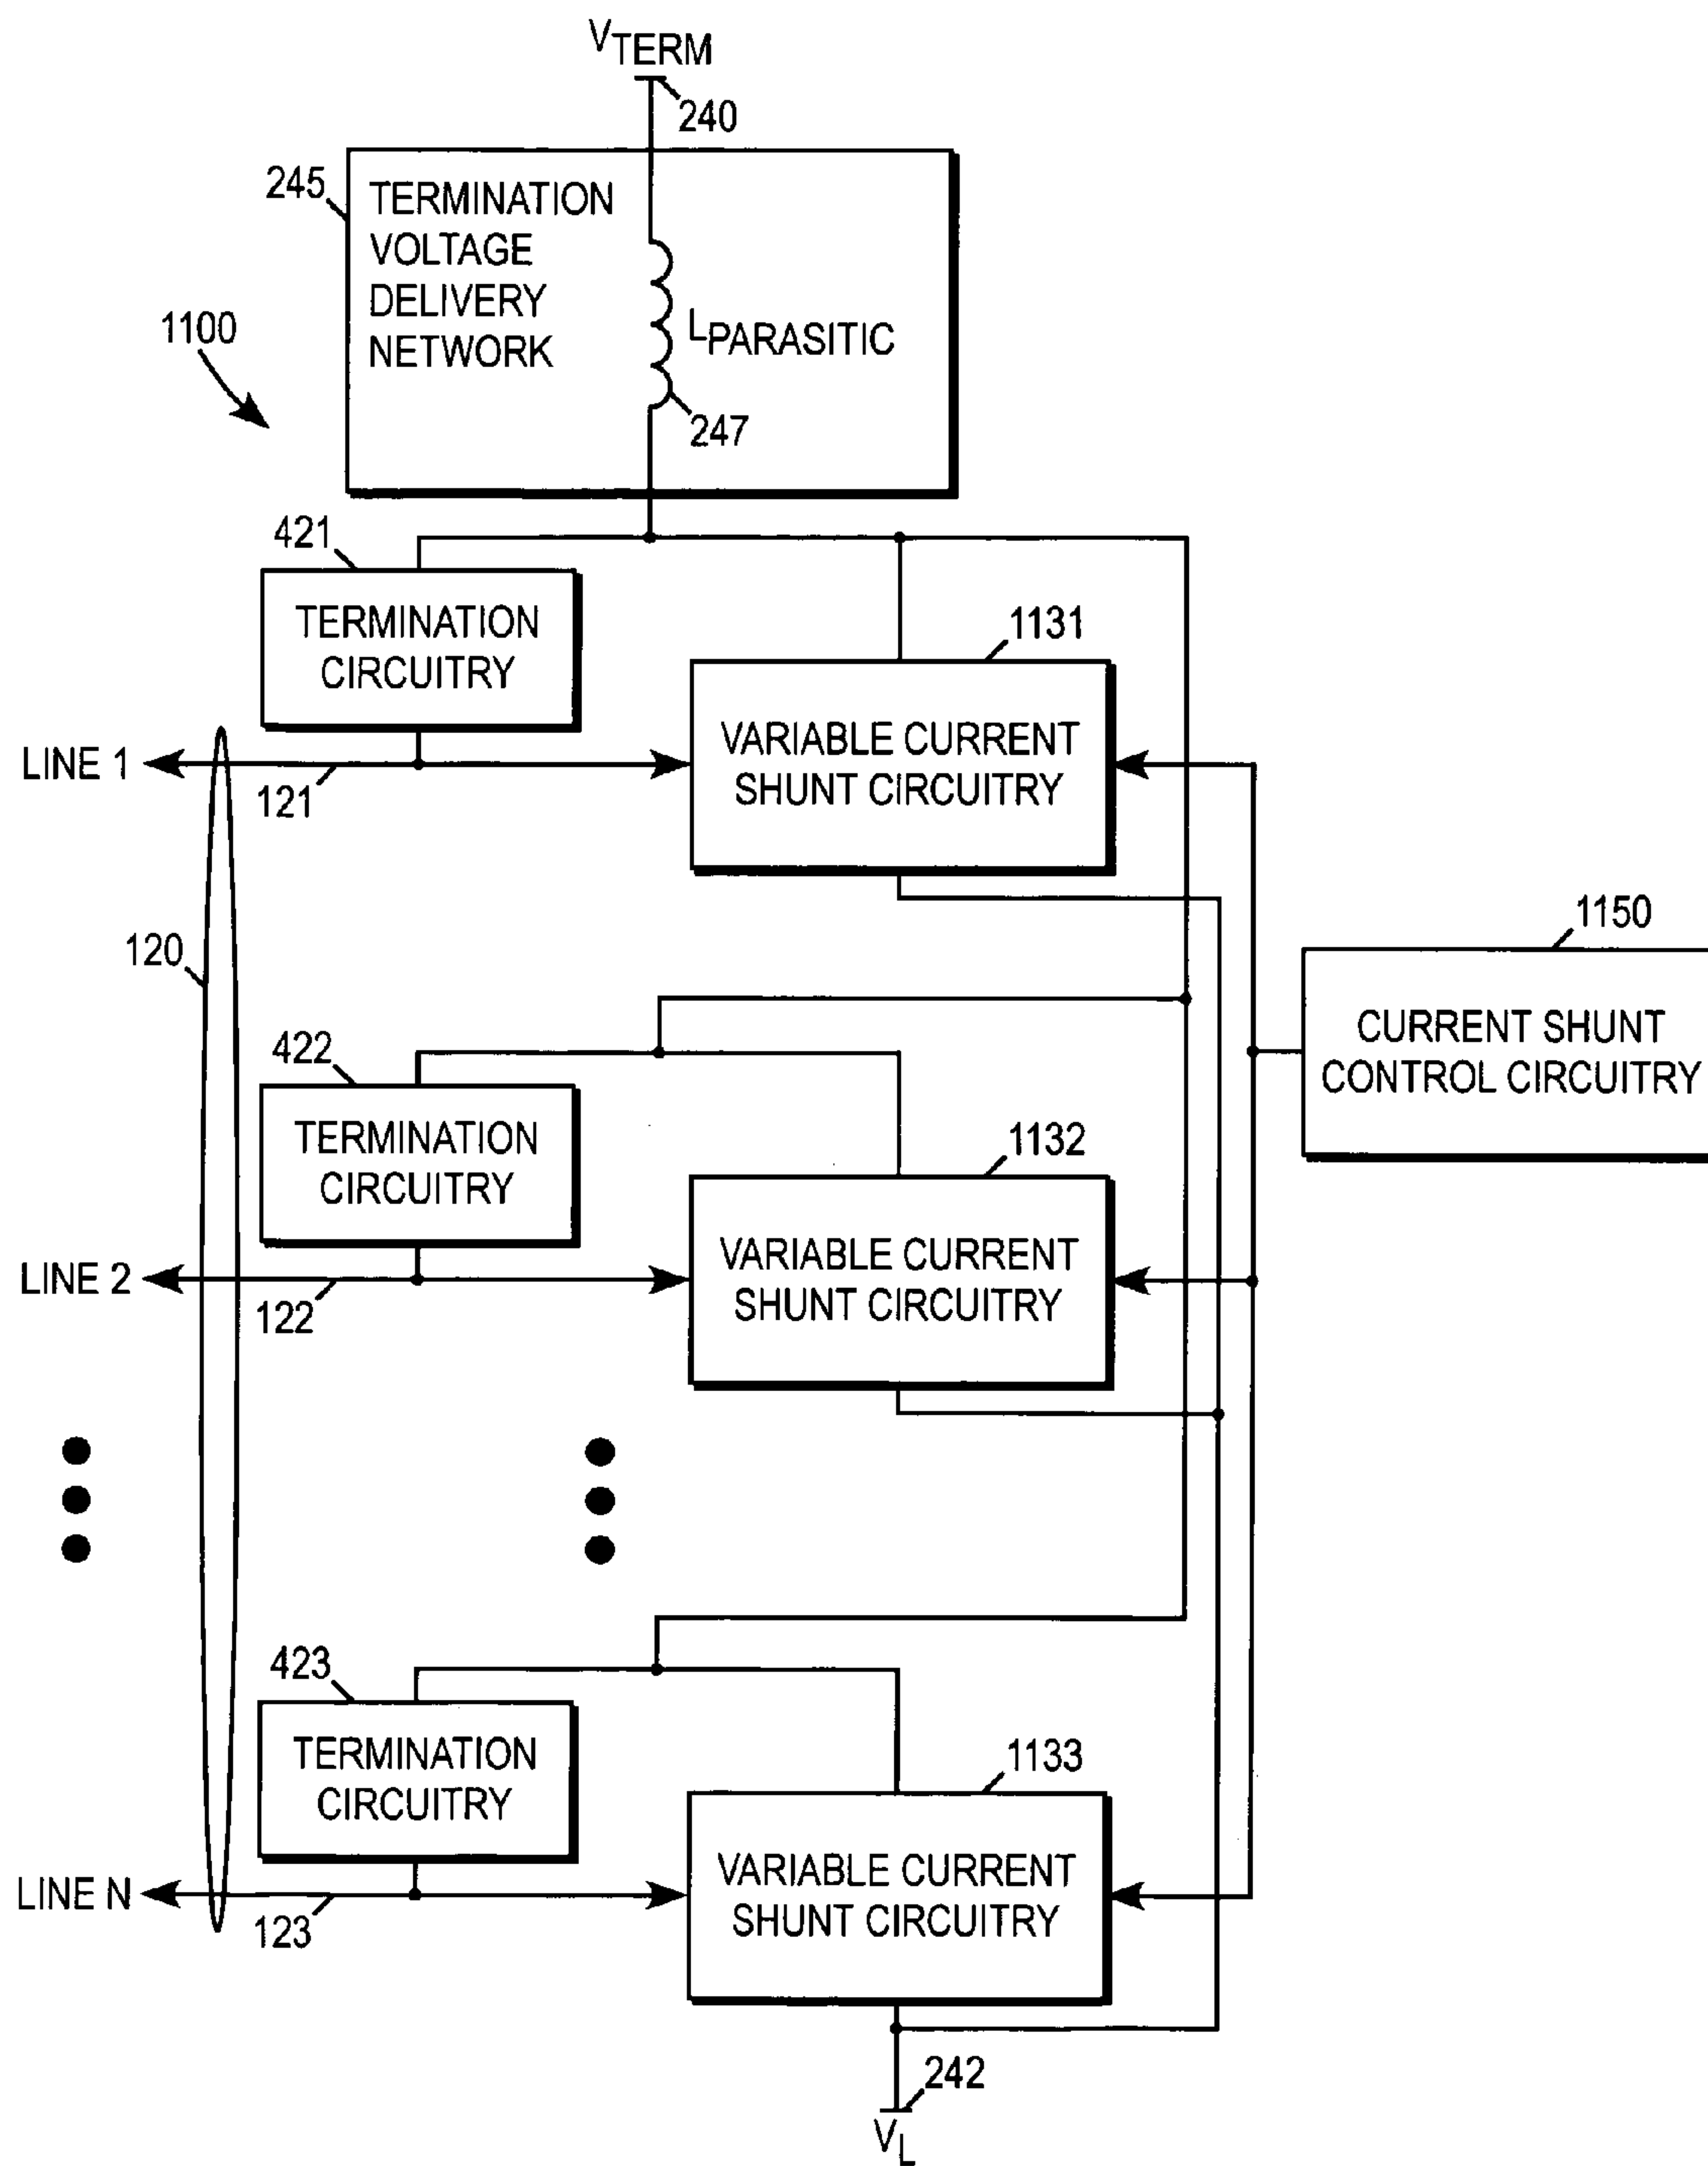 VTERM
240
245
TERMINATION
VOLTAGE
DELIVERY
NETWORK
LPARASITIC
247
1100
421
TERMINATION
CIRCUITRY
1131
VARIABLE CURRENT
SHUNT CIRCUITRY
LINE 1
121
120
1150
CURRENT SHUNT
CONTROL CIRCUITRY
422
TERMINATION
CIRCUITRY
1132
VARIABLE CURRENT
SHUNT CIRCUITRY
LINE 2
122
423
TERMINATION
CIRCUITRY
1133
VARIABLE CURRENT
SHUNT CIRCUITRY
LINE N
123
242
VL